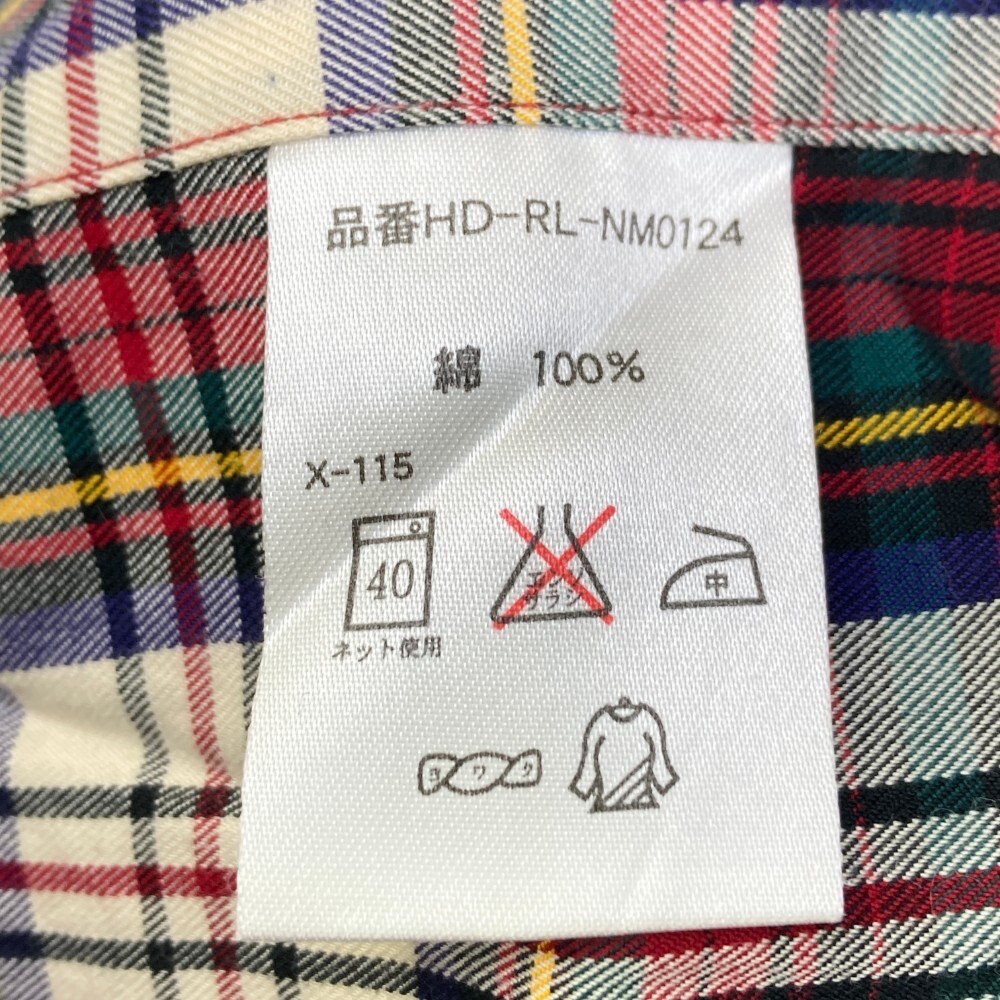 品番HD-RL-NM0124
綿 100%
X-115
40
エンソ
サラシ
中
ネット使用
ヨワク